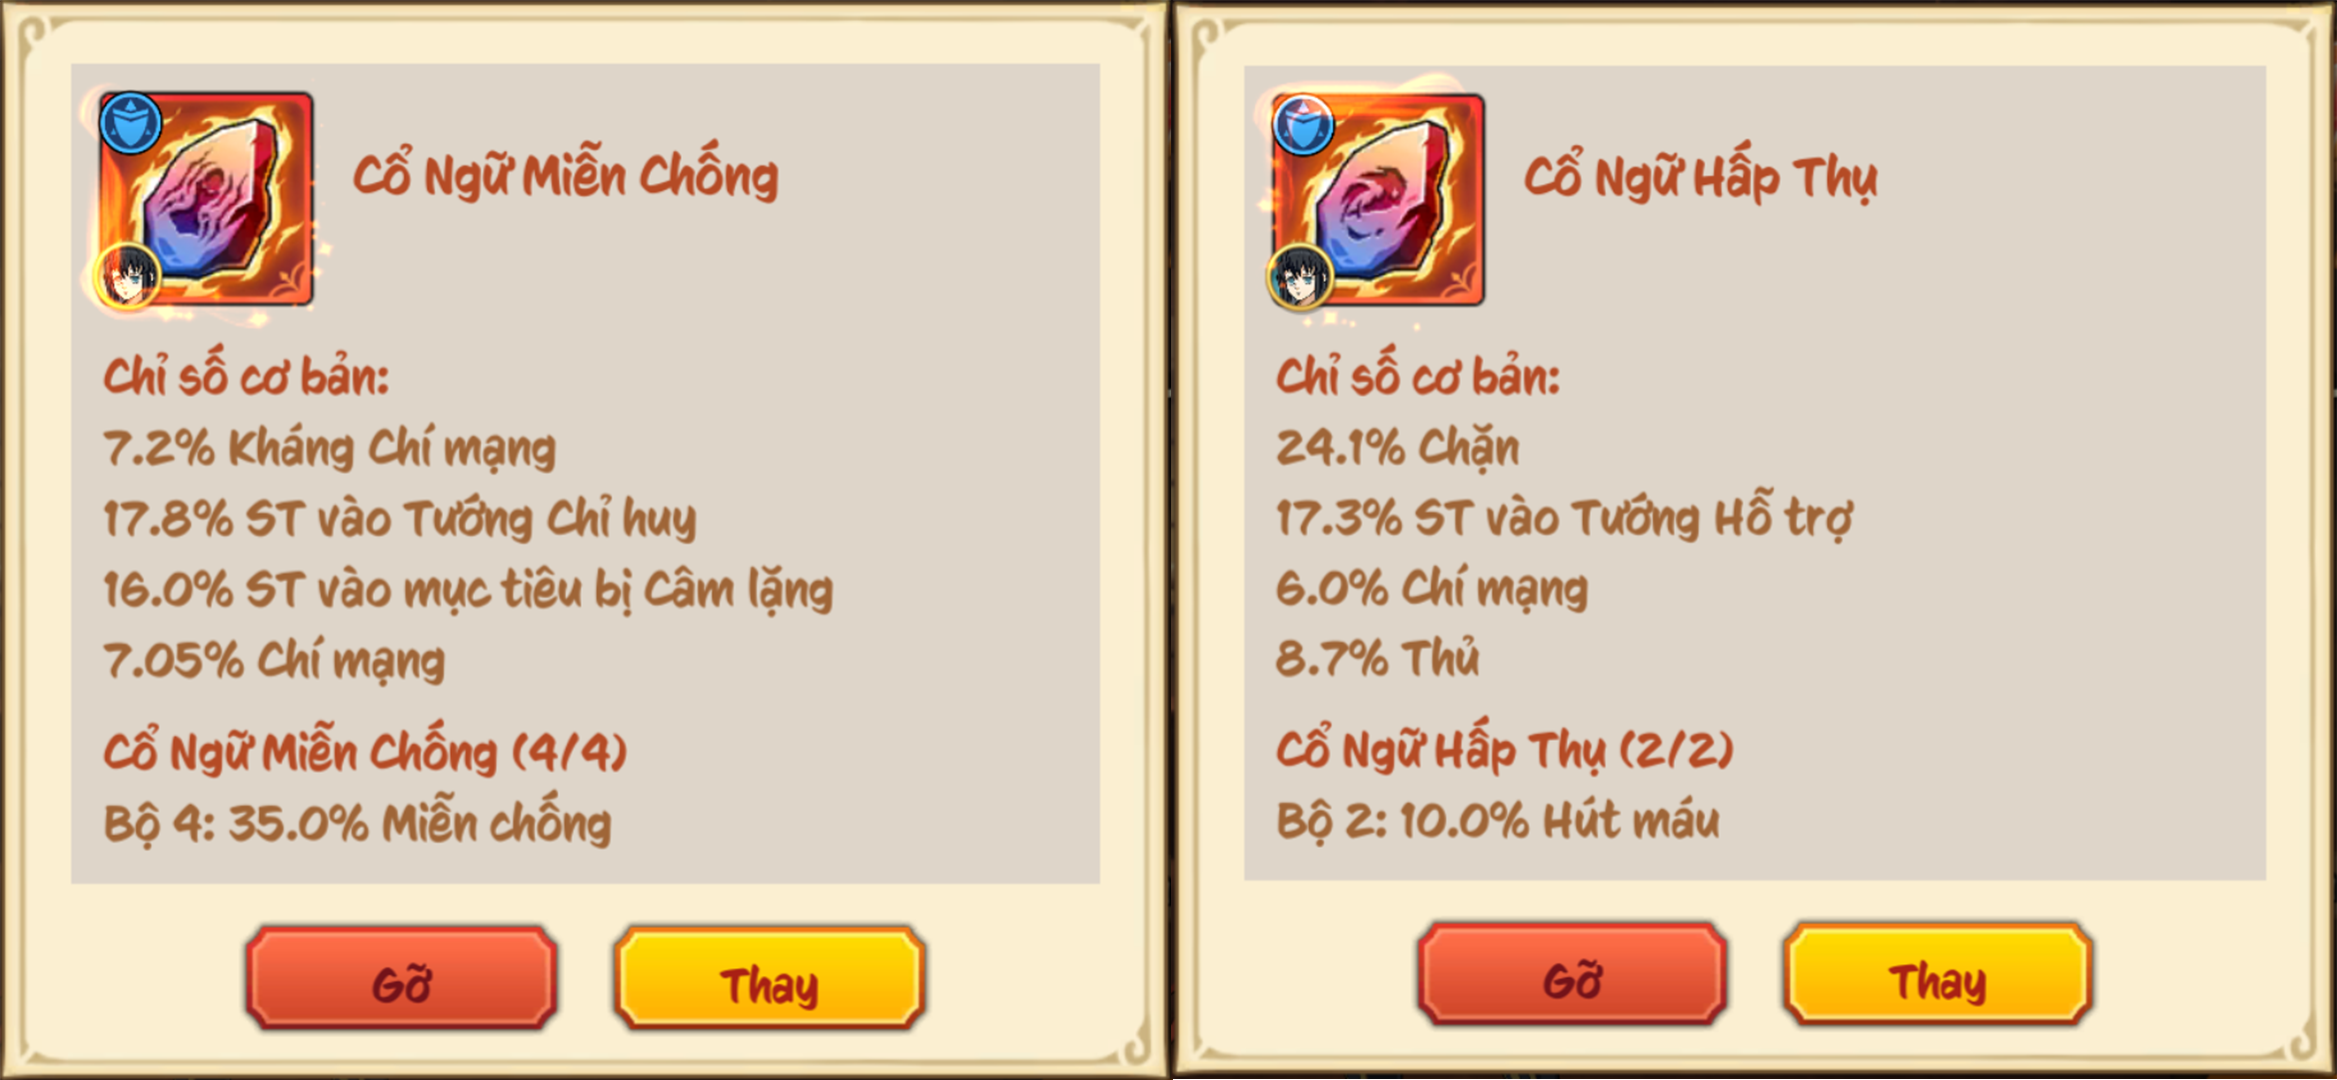 Cổ Ngữ Miễn Chống
Chỉ số cơ bản:
7.2% Kháng Chí mạng
17.8% ST vào Tướng Chỉ huy
16.0% ST vào mục tiêu bị Câm lặng
7.05% Chí mạng
Cổ Ngữ Miễn Chống (4/4)
Bộ 4: 35.0% Miễn chống
Gỡ
Thay
Cổ Ngữ Hấp Thụ
Chỉ số cơ bản:
24.1% Chặn
17.3% ST vào Tướng Hỗ trợ
6.0% Chí mạng
8.7% Thủ
Cổ Ngữ Hấp Thụ (2/2)
Bộ 2: 10.0% Hút máu
Gỡ
Thay